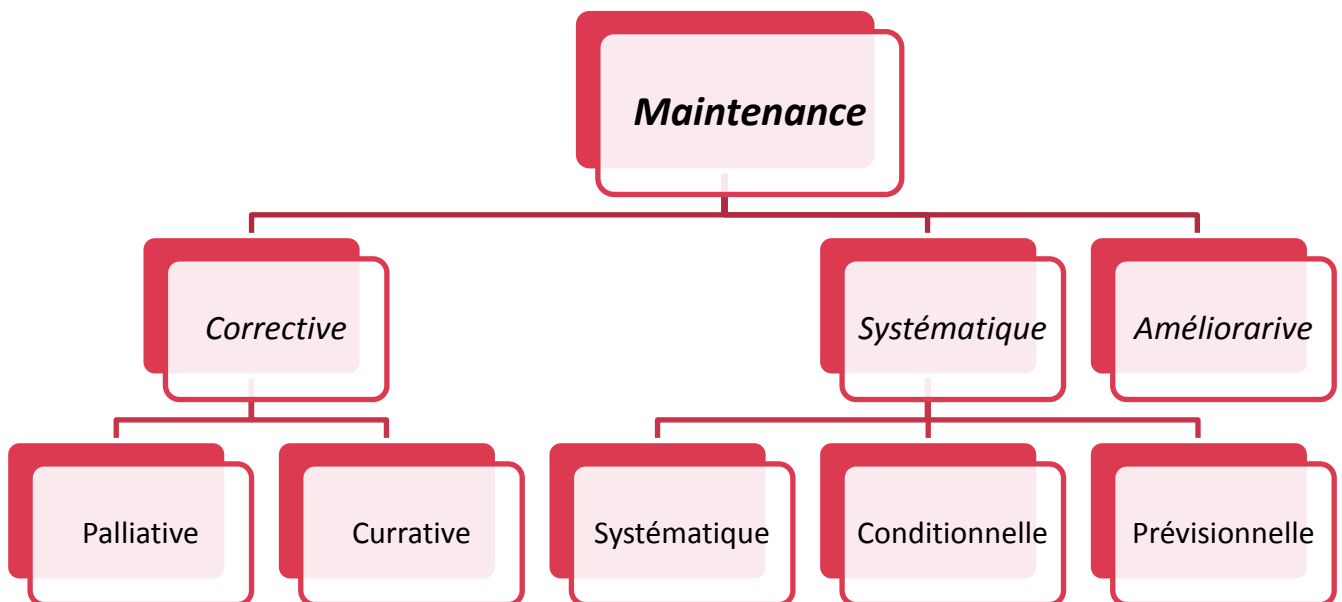 Maintenance
Corrective
Systématique
Améliorarive
Palliative
Currative
Systématique
Conditionnelle
Prévisionnelle